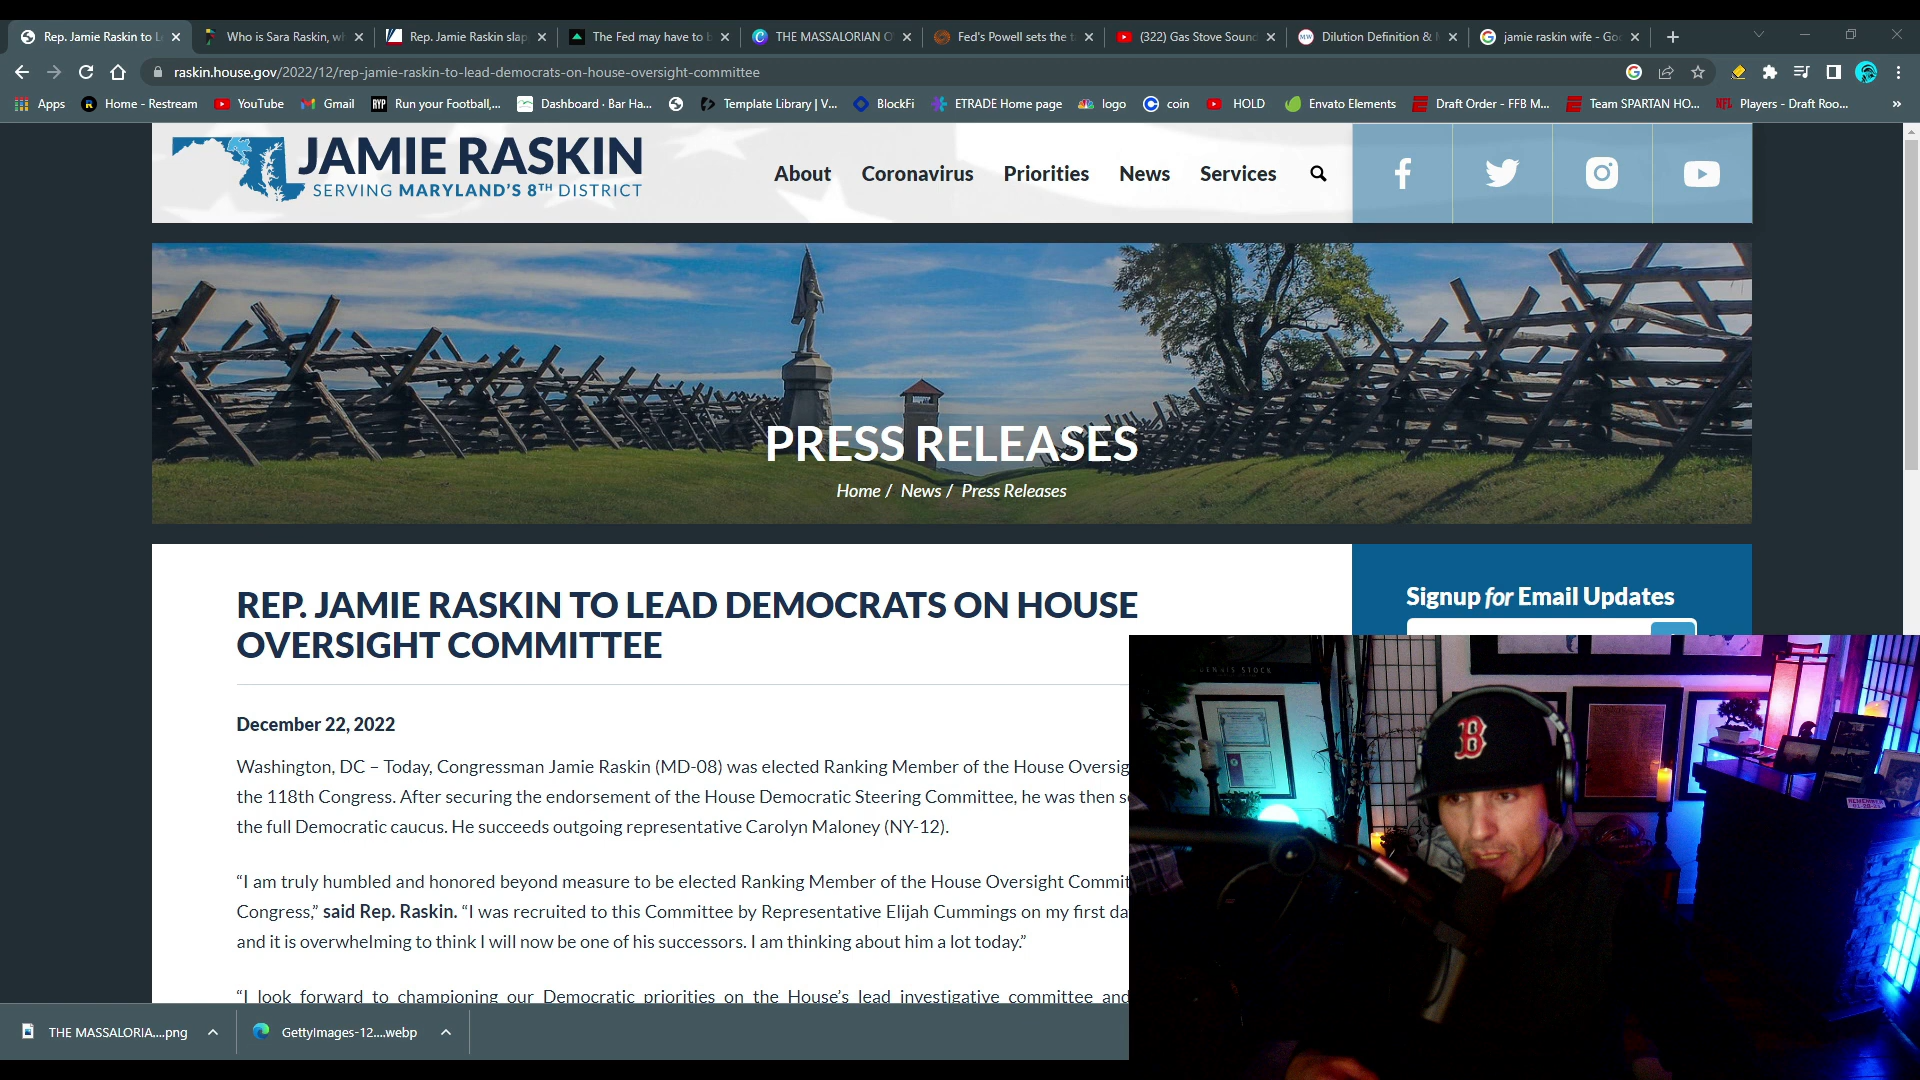 Rep. Jamie Raskin to L
Who is Sara Raskin, w
Rep. Jamie Raskin slap
The Fed may have to b
THE MASSALORIAN O
Fed's Powell sets the t
(322) Gas Stove Soun
Dilution Definition &
jamie raskin wife - Goo
raskin.house.gov/2022/12/rep-jamie-raskin-to-lead-democrats-on-house-oversight-committee
Apps
Home - Restream
YouTube
Gmail
RYP
Run your Football,...
Dashboard · Bar Ha...
Template Library | V...
BlockFi
ETRADE Home page
logo
coin
HOLD
Envato Elements
Draft Order - FFB M...
Team SPARTAN HO...
NFL
Players - Draft Roo...
»
JAMIE RASKIN
SERVING MARYLAND'S 8TH DISTRICT
About
Coronavirus
Priorities
News
Services
PRESS RELEASES
Home / News / Press Releases
REP. JAMIE RASKIN TO LEAD DEMOCRATS ON HOUSE
OVERSIGHT COMMITTEE
Signup for Email Updates
December 22, 2022
Washington, DC – Today, Congressman Jamie Raskin (MD-08) was elected Ranking Member of the House Oversig
the 118th Congress. After securing the endorsement of the House Democratic Steering Committee, he was then s
the full Democratic caucus. He succeeds outgoing representative Carolyn Maloney (NY-12).
“I am truly humbled and honored beyond measure to be elected Ranking Member of the House Oversight Commit
Congress,” said Rep. Raskin. “I was recruited to this Committee by Representative Elijah Cummings on my first da
and it is overwhelming to think I will now be one of his successors. I am thinking about him a lot today.”
“I look forward to championing our Democratic priorities on the House’s lead investigative committee and
B
THE MASSALORIA....png
GettyImages-12....webp